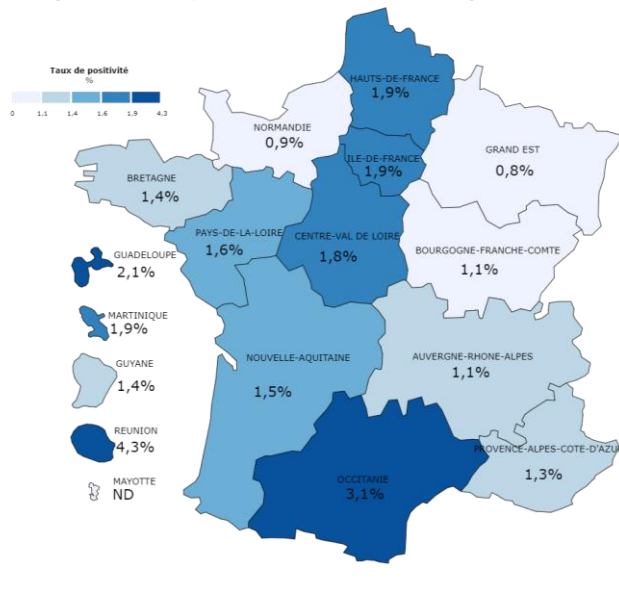 Taux de positivité
%
0 1,1 1,4 1,6 1,9 4,3
HAUTS-DE-FRANCE
1,9%
NORMANDIE
0,9%
ILE-DE-FRANCE
1,9%
GRAND EST
0,8%
BRETAGNE
1,4%
PAYS-DE-LA-LOIRE
1,6%
CENTRE-VAL DE LOIRE
1,8%
BOURGOGNE-FRANCHE-COMTE
1,1%
GUADELOUPE
2,1%
MARTINIQUE
1,9%
GUYANE
1,4%
NOUVELLE-AQUITAINE
1,5%
AUVERGNE-RHONE-ALPES
1,1%
REUNION
4,3%
MAYOTTE
ND
OCCITANIE
3,1%
PROVENCE-ALPES-COTE-D'AZU
1,3%